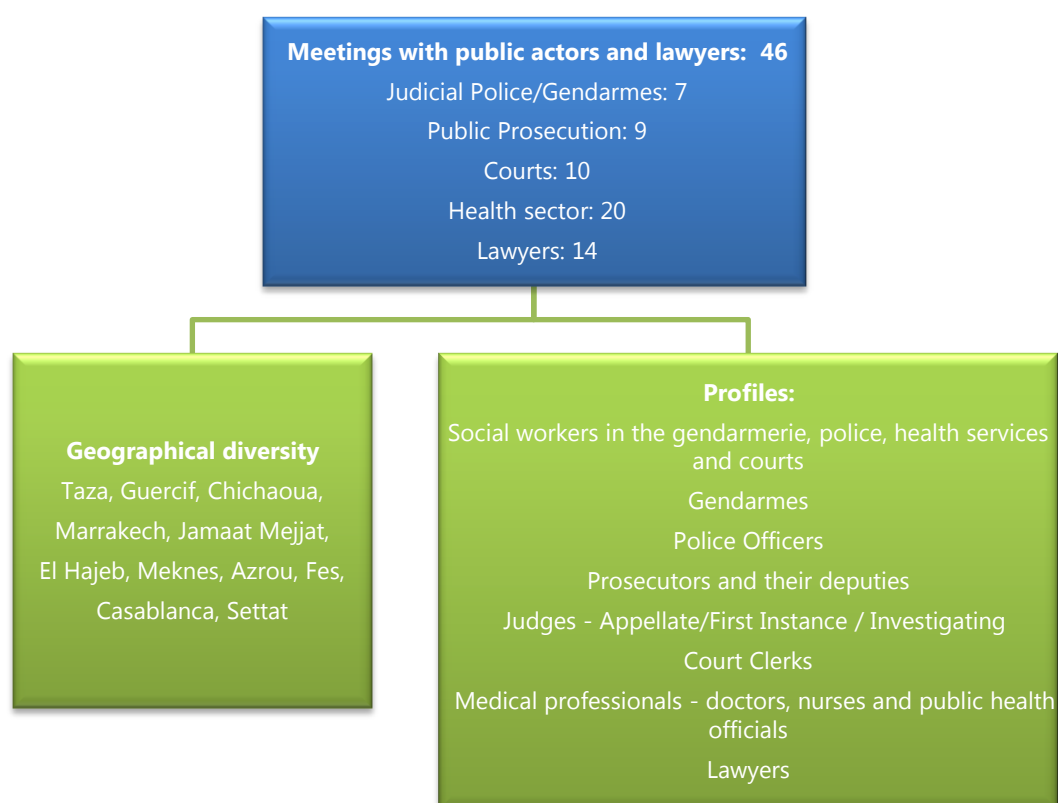 Meetings with public actors and lawyers: 46
Judicial Police/Gendarmes: 7
Public Prosecution: 9
Courts: 10
Health sector: 20
Lawyers: 14
Geographical diversity
Taza, Guercif, Chichaoua,
Marrakech, Jamaat Mejjat,
El Hajeb, Meknes, Azrou, Fes,
Casablanca, Settat
Profiles:
Social workers in the gendarmerie, police, health services
and courts
Gendarmes
Police Officers
Prosecutors and their deputies
Judges - Appellate/First Instance / Investigating
Court Clerks
Medical professionals - doctors, nurses and public health
officials
Lawyers